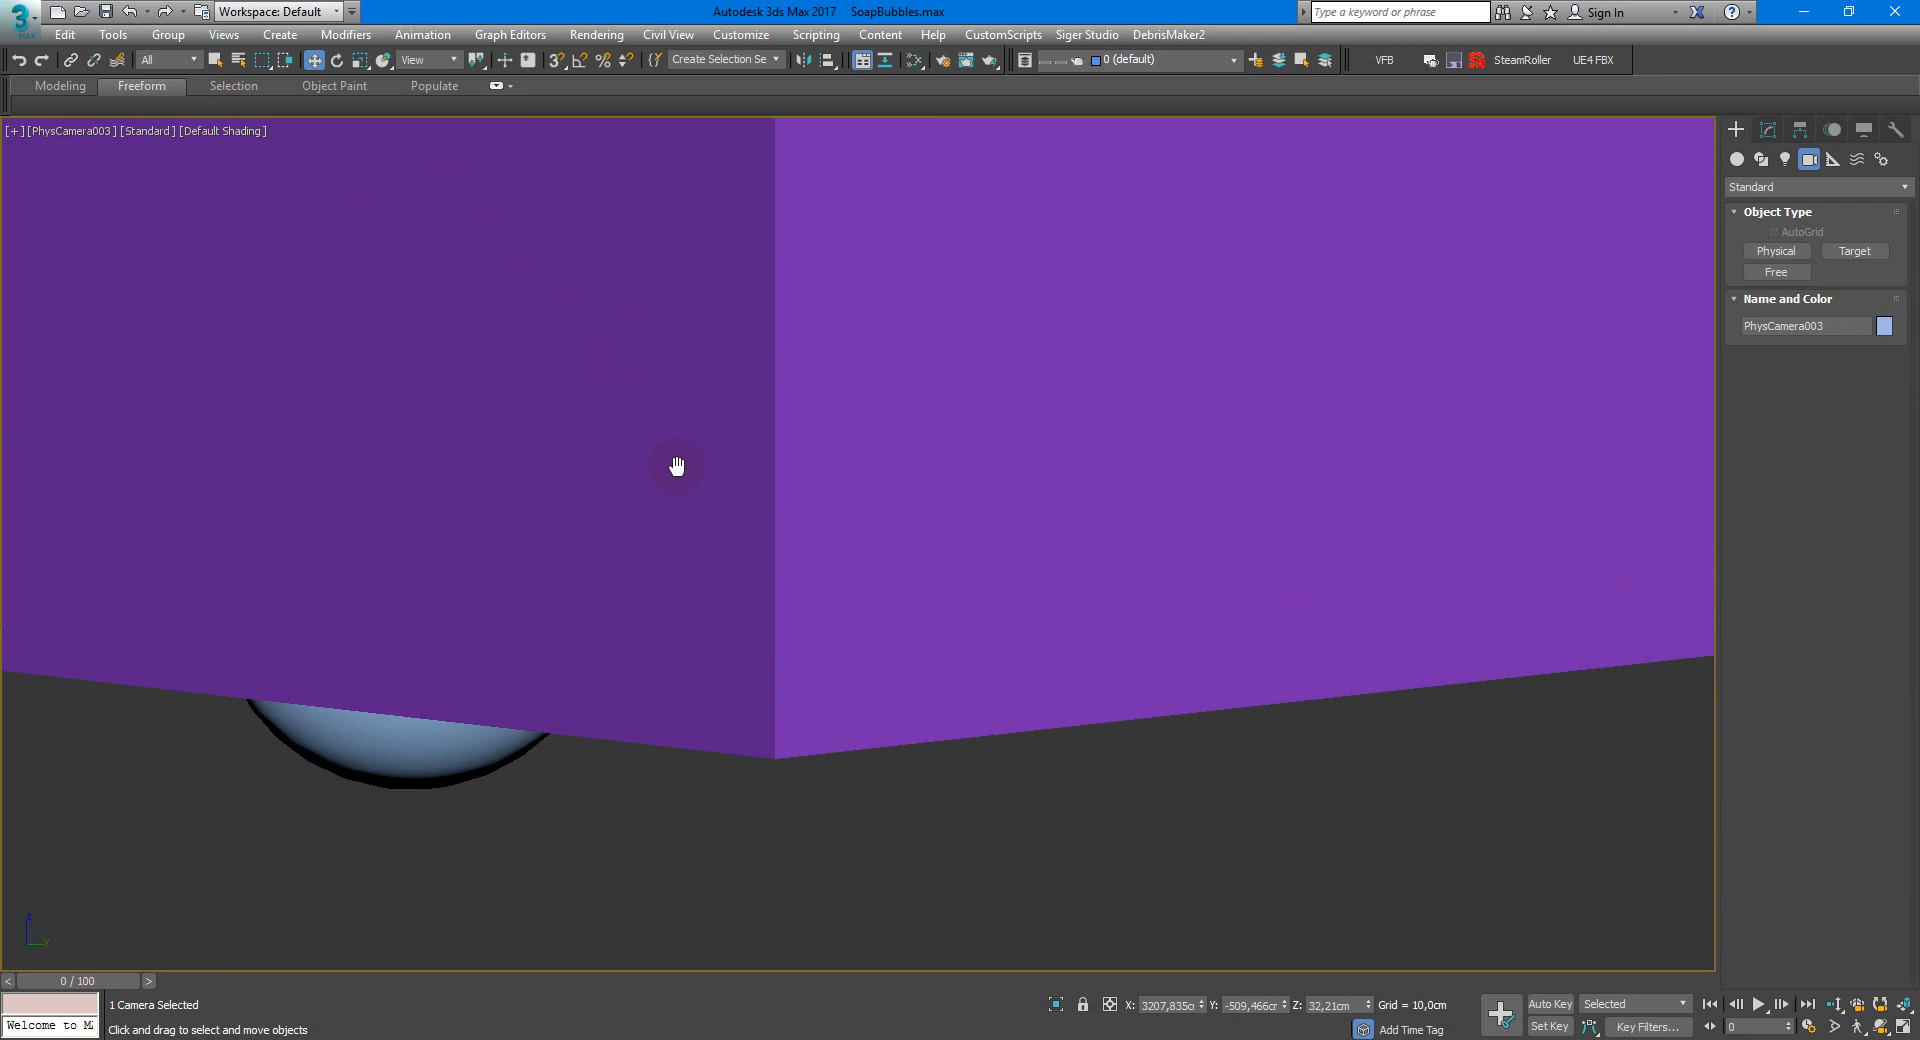 Workspace: Default
Autodesk 3ds Max 2017 SoapBubbles.max
Type a keyword or phrase
Sign In
3 MAX
Edit Tools Group Views Create Modifiers Animation Graph Editors Rendering Civil View Customize Scripting Content Help CustomScripts Siger Studio DebrisMaker2
All View Create Selection Se 0 (default) VFB SteamRoller UE4 FBX
Modeling Freeform Selection Object Paint Populate
[+] [PhysCamera003] [Standard] [Default Shading]
Standard
Object Type
AutoGrid
Physical Target
Free
Name and Color
PhysCamera003
z
y
< 0 / 100 >
1 Camera Selected X: 3207,835c Y: -509,466cr Z: 32,21cm Grid = 10,0cm Auto Key Selected
Welcome to M Click and drag to select and move objects Add Time Tag Set Key Key Filters... 0